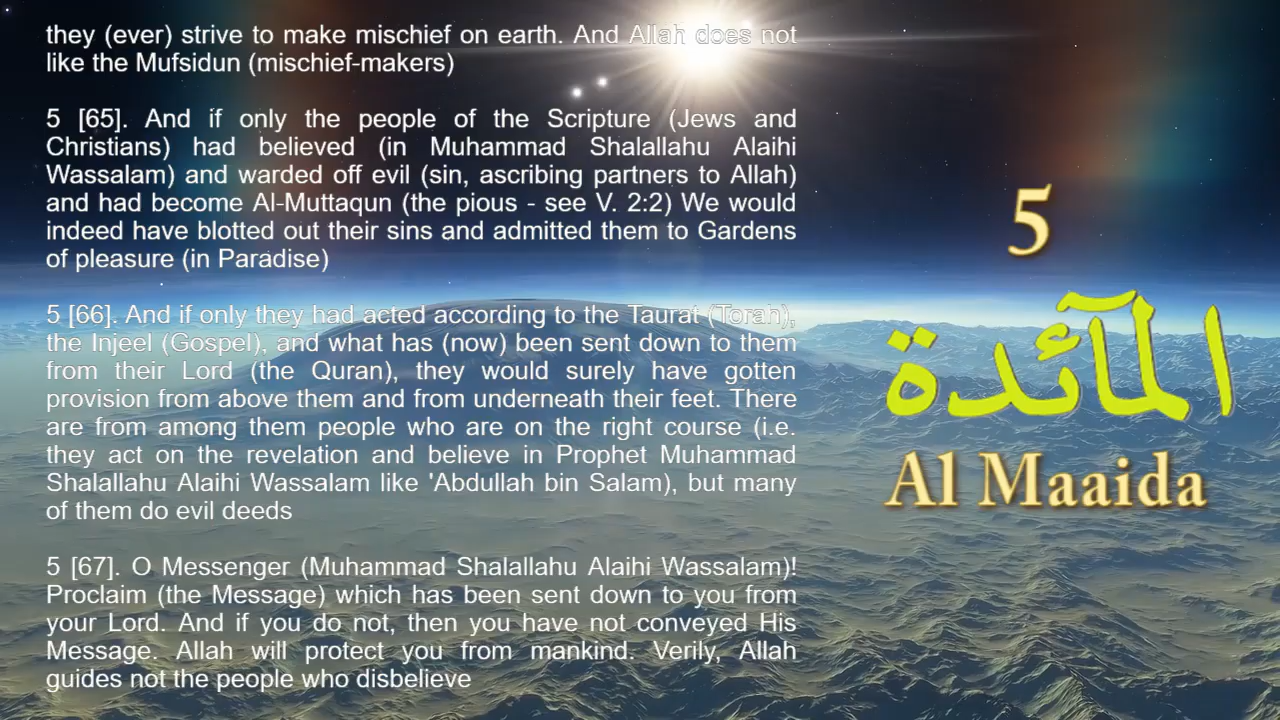 they (ever) strive to make mischief on earth. And Allah does not
like the Mufsidun (mischief-makers)
5 [65]. And if only the people of the Scripture (Jews and
Christians) had believed (in Muhammad Shalallahu Alaihi
Wassalam) and warded off evil (sin, ascribing partners to Allah)
and had become Al-Muttaqun (the pious - see V. 2:2) We would
indeed have blotted out their sins and admitted them to Gardens
of pleasure (in Paradise)
5 [66]. And if only they had acted according to the Taurat (Torah),
the Injeel (Gospel), and what has (now) been sent down to them
from their Lord (the Quran), they would surely have gotten
provision from above them and from underneath their feet. There
are from among them people who are on the right course (i.e.
they act on the revelation and believe in Prophet Muhammad
Shalallahu Alaihi Wassalam like 'Abdullah bin Salam), but many
of them do evil deeds
5 [67]. O Messenger (Muhammad Shalallahu Alaihi Wassalam)!
Proclaim (the Message) which has been sent down to you from
your Lord. And if you do not, then you have not conveyed His
Message. Allah will protect you from mankind. Verily, Allah
guides not the people who disbelieve
5
المآئدة
Al Maaida